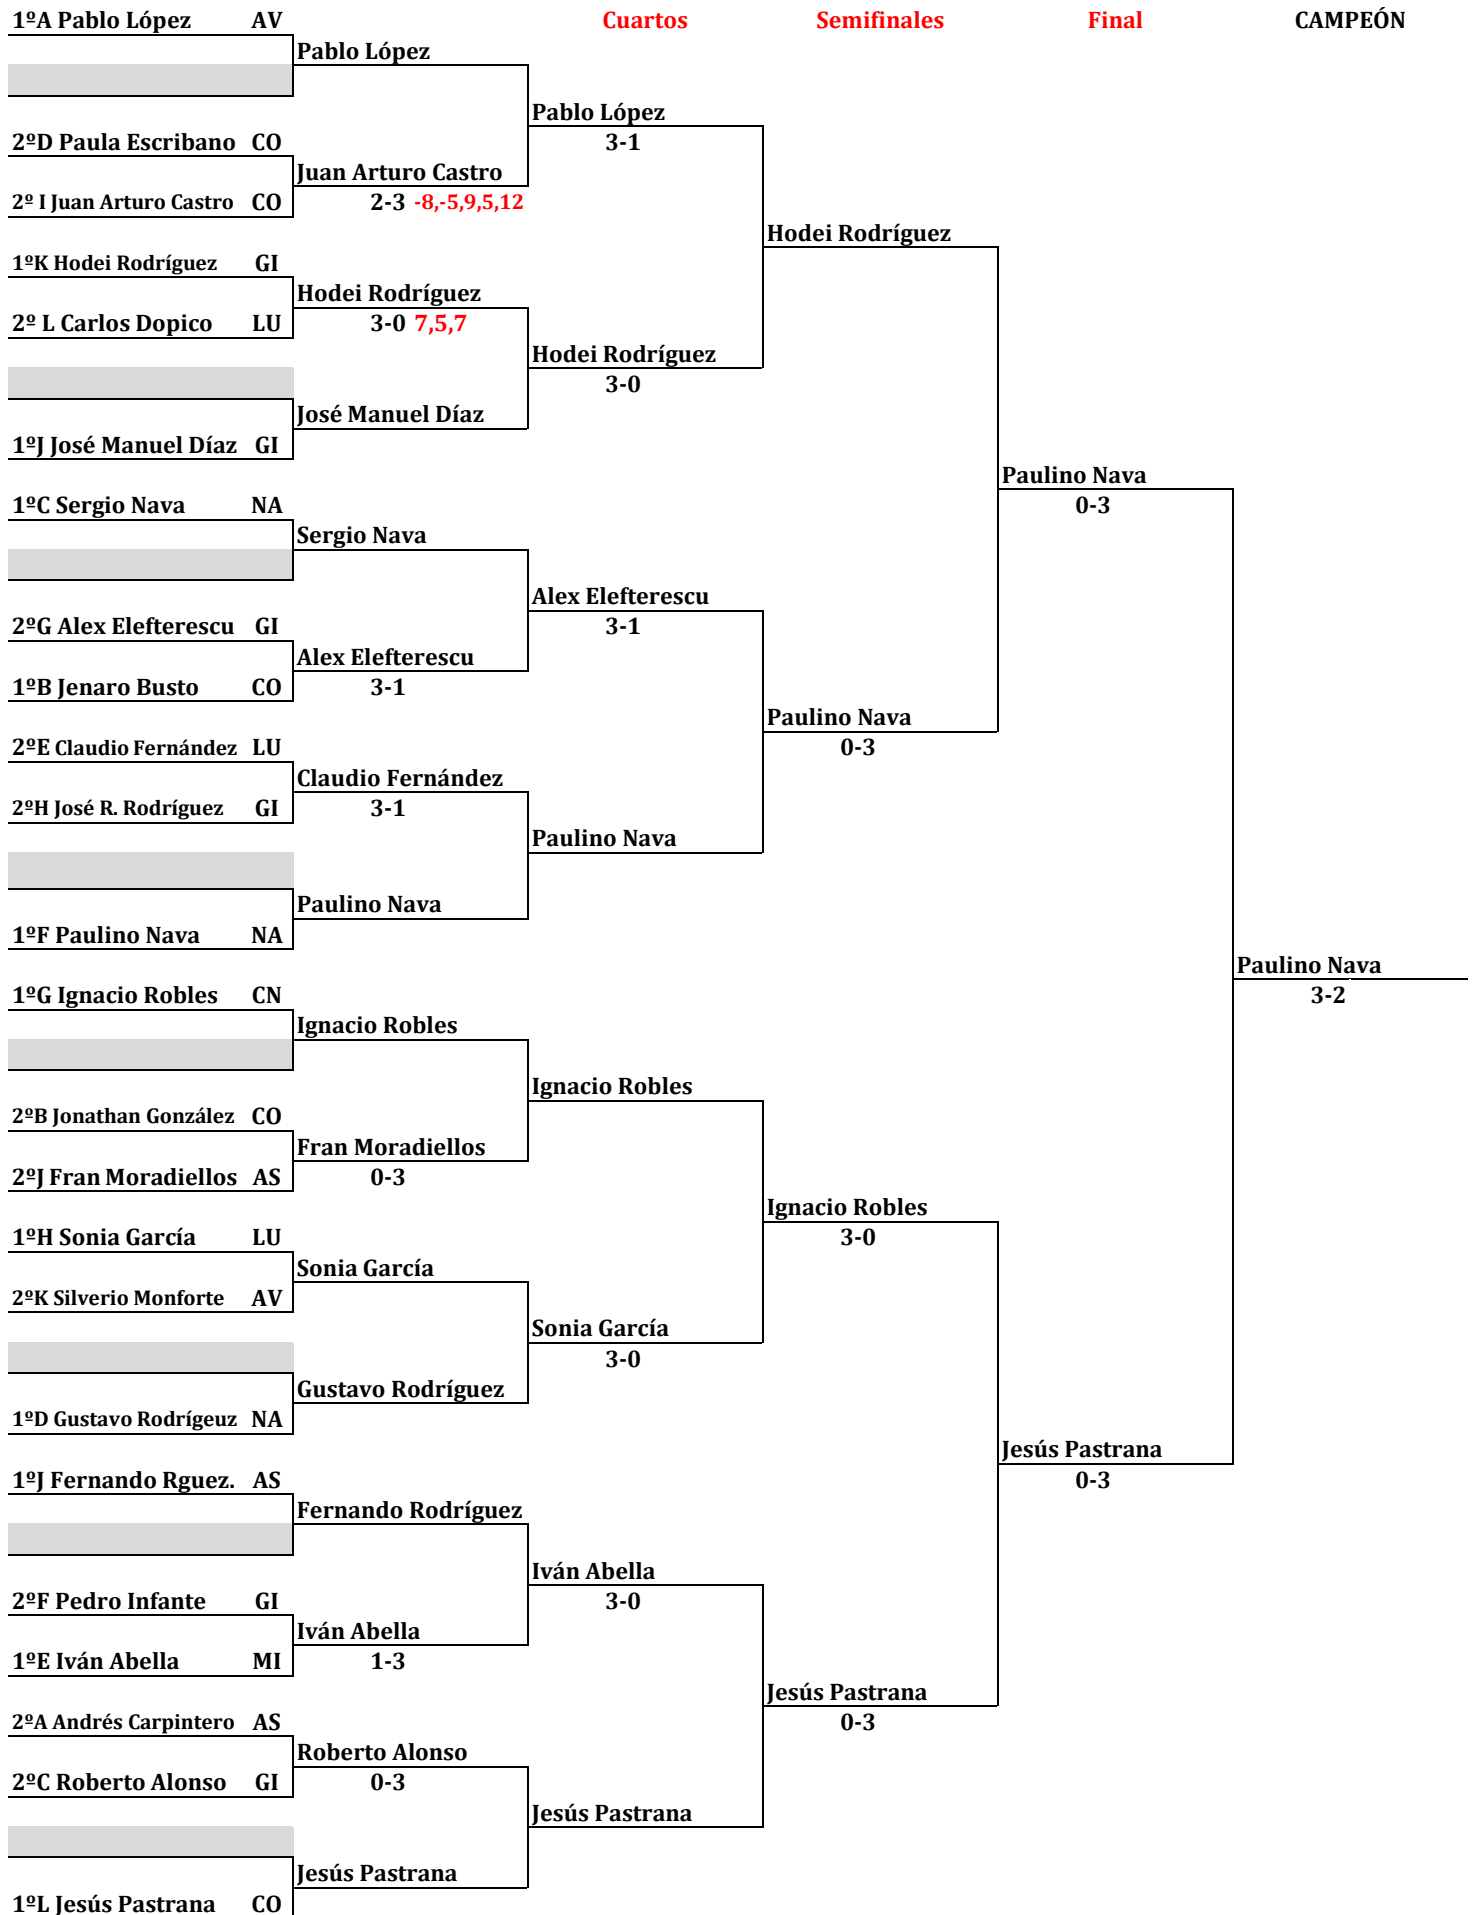 1ºA Pablo López AV Cuartos Semifinales Final CAMPEÓN
Pablo López
Pablo López
2ºD Paula Escribano CO 3-1
Juan Arturo Castro
2º I Juan Arturo Castro CO 2-3 -8,-5,9,5,12
Hodei Rodríguez
1ºK Hodei Rodríguez GI
Hodei Rodríguez
2º L Carlos Dopico LU 3-0 7,5,7
Hodei Rodríguez
3-0
José Manuel Díaz
1ºJ José Manuel Díaz GI
Paulino Nava
1ºC Sergio Nava NA 0-3
Sergio Nava
Alex Elefterescu
2ºG Alex Elefterescu GI 3-1
Alex Elefterescu
1ºB Jenaro Busto CO 3-1
Paulino Nava
2ºE Claudio Fernández LU 0-3
Claudio Fernández
2ºH José R. Rodríguez GI 3-1
Paulino Nava
Paulino Nava
1ºF Paulino Nava NA
Paulino Nava
1ºG Ignacio Robles CN 3-2
Ignacio Robles
Ignacio Robles
2ºB Jonathan González CO
Fran Moradiellos
2ºJ Fran Moradiellos AS 0-3
Ignacio Robles
1ºH Sonia García LU 3-0
Sonia García
2ºK Silverio Monforte AV
Sonia García
3-0
Gustavo Rodríguez
1ºD Gustavo Rodrígeuz NA
Jesús Pastrana
1ºJ Fernando Rguez. AS 0-3
Fernando Rodríguez
Iván Abella
2ºF Pedro Infante GI 3-0
Iván Abella
1ºE Iván Abella MI 1-3
Jesús Pastrana
2ºA Andrés Carpintero AS 0-3
Roberto Alonso
2ºC Roberto Alonso GI 0-3
Jesús Pastrana
Jesús Pastrana
1ºL Jesús Pastrana CO